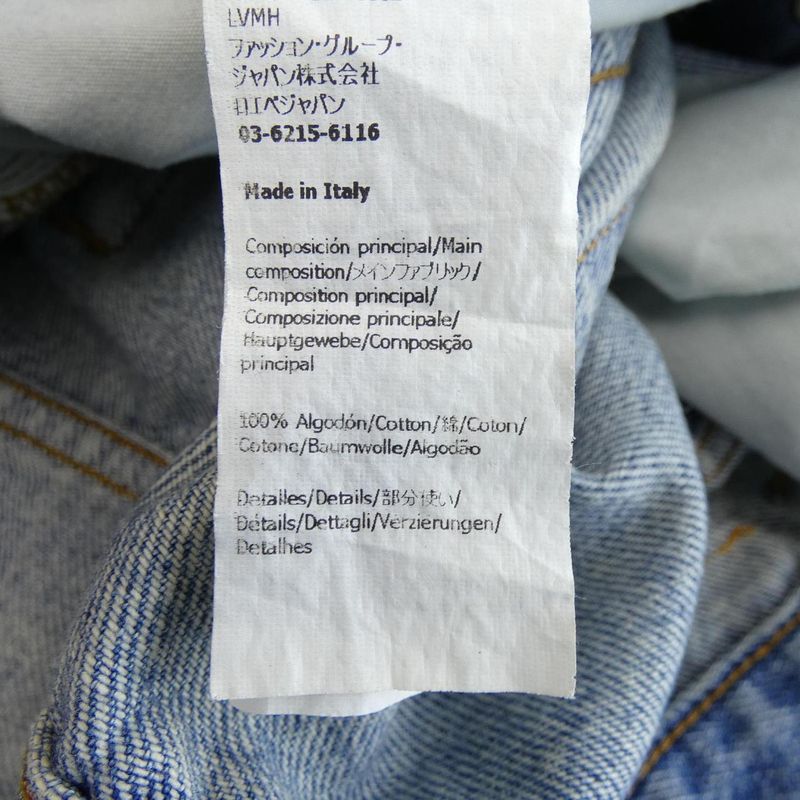 LVMH
ファッション・グループ・
ジャパン株式会社
ロエベジャパン
03-6215-6116
Made in Italy
Composición principal/Main
composition/メインファブリック/
Composition principal/
Composizione principale/
Hauptgewebe/Composição
principal
100% Algodón/Cotton/綿/Coton/
Cotone/Baumwolle/Algodão
Detalles/Details/部分使い/
Détails/Dettagli/Verzierungen/
Detalhes